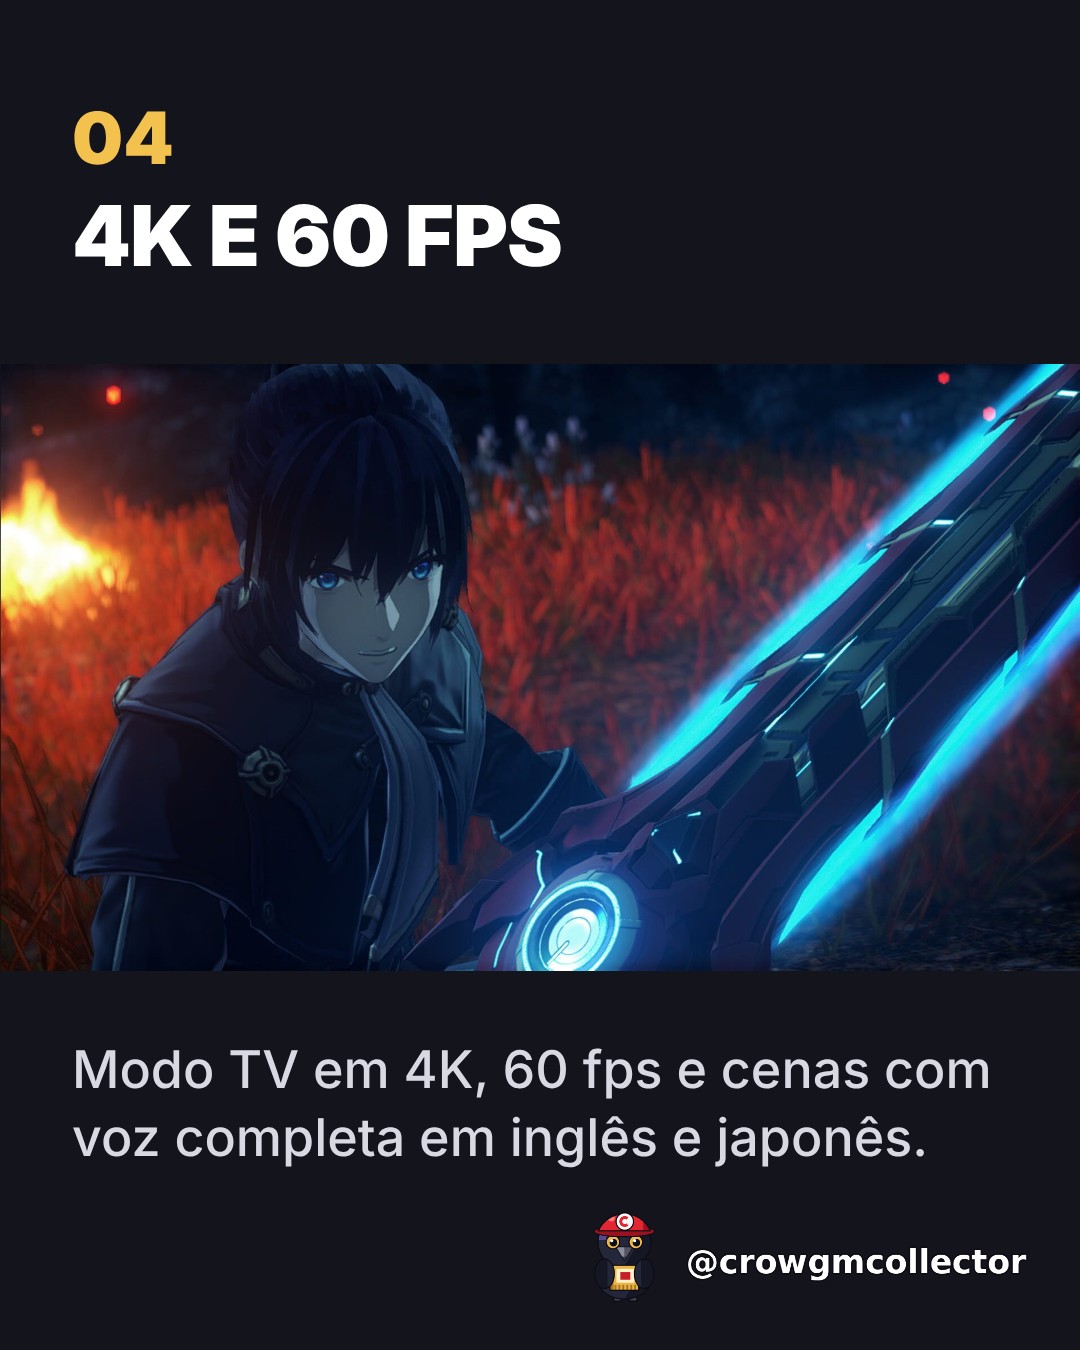 04
4K E 60 FPS
Modo TV em 4K, 60 fps e cenas com
voz completa em inglês e japonês.
C
@crowgmcollector